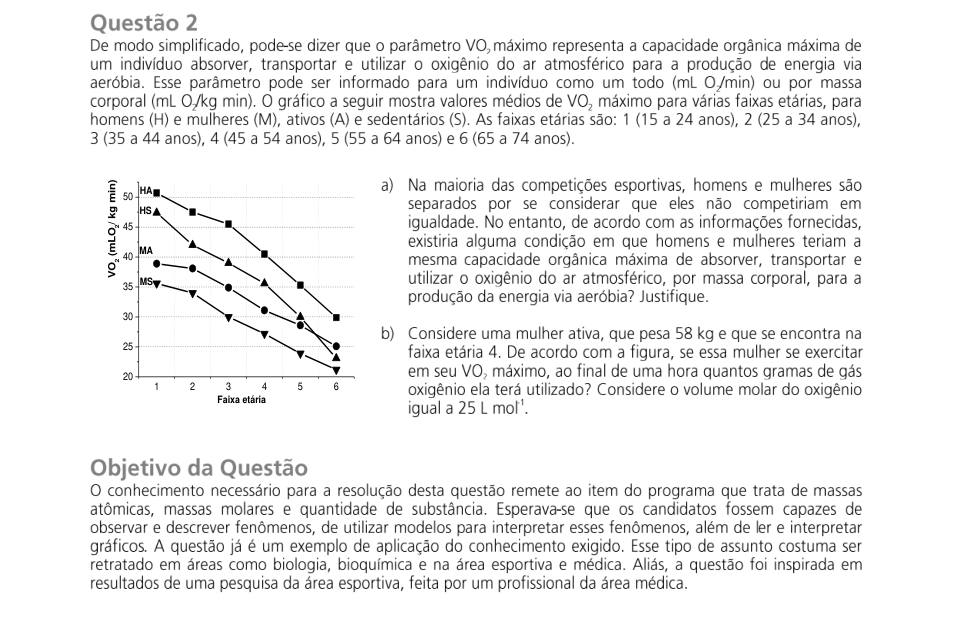 Questão 2
De modo simplificado, pode-se dizer que o parâmetro VO₂ máximo representa a capacidade orgânica máxima de
um indivíduo absorver, transportar e utilizar o oxigênio do ar atmosférico para a produção de energia via
aeróbia. Esse parâmetro pode ser informado para um indivíduo como um todo (mL O₂/min) ou por massa
corporal (mL O₂/kg min). O gráfico a seguir mostra valores médios de VO₂ máximo para várias faixas etárias, para
homens (H) e mulheres (M), ativos (A) e sedentários (S). As faixas etárias são: 1 (15 a 24 anos), 2 (25 a 34 anos),
3 (35 a 44 anos), 4 (45 a 54 anos), 5 (55 a 64 anos) e 6 (65 a 74 anos).
VO₂ (mLO₂/ kg min)
50
45
40
35
30
25
20
HA
HS
MA
MS
1 2 3 4 5 6
Faixa etária
a) Na maioria das competições esportivas, homens e mulheres são
separados por se considerar que eles não competiriam em
igualdade. No entanto, de acordo com as informações fornecidas,
existiria alguma condição em que homens e mulheres teriam a
mesma capacidade orgânica máxima de absorver, transportar e
utilizar o oxigênio do ar atmosférico, por massa corporal, para a
produção da energia via aeróbia? Justifique.
b) Considere uma mulher ativa, que pesa 58 kg e que se encontra na
faixa etária 4. De acordo com a figura, se essa mulher se exercitar
em seu VO₂ máximo, ao final de uma hora quantos gramas de gás
oxigênio ela terá utilizado? Considere o volume molar do oxigênio
igual a 25 L mol⁻¹.
Objetivo da Questão
O conhecimento necessário para a resolução desta questão remete ao item do programa que trata de massas
atômicas, massas molares e quantidade de substância. Esperava-se que os candidatos fossem capazes de
observar e descrever fenômenos, de utilizar modelos para interpretar esses fenômenos, além de ler e interpretar
gráficos. A questão já é um exemplo de aplicação do conhecimento exigido. Esse tipo de assunto costuma ser
retratado em áreas como biologia, bioquímica e na área esportiva e médica. Aliás, a questão foi inspirada em
resultados de uma pesquisa da área esportiva, feita por um profissional da área médica.